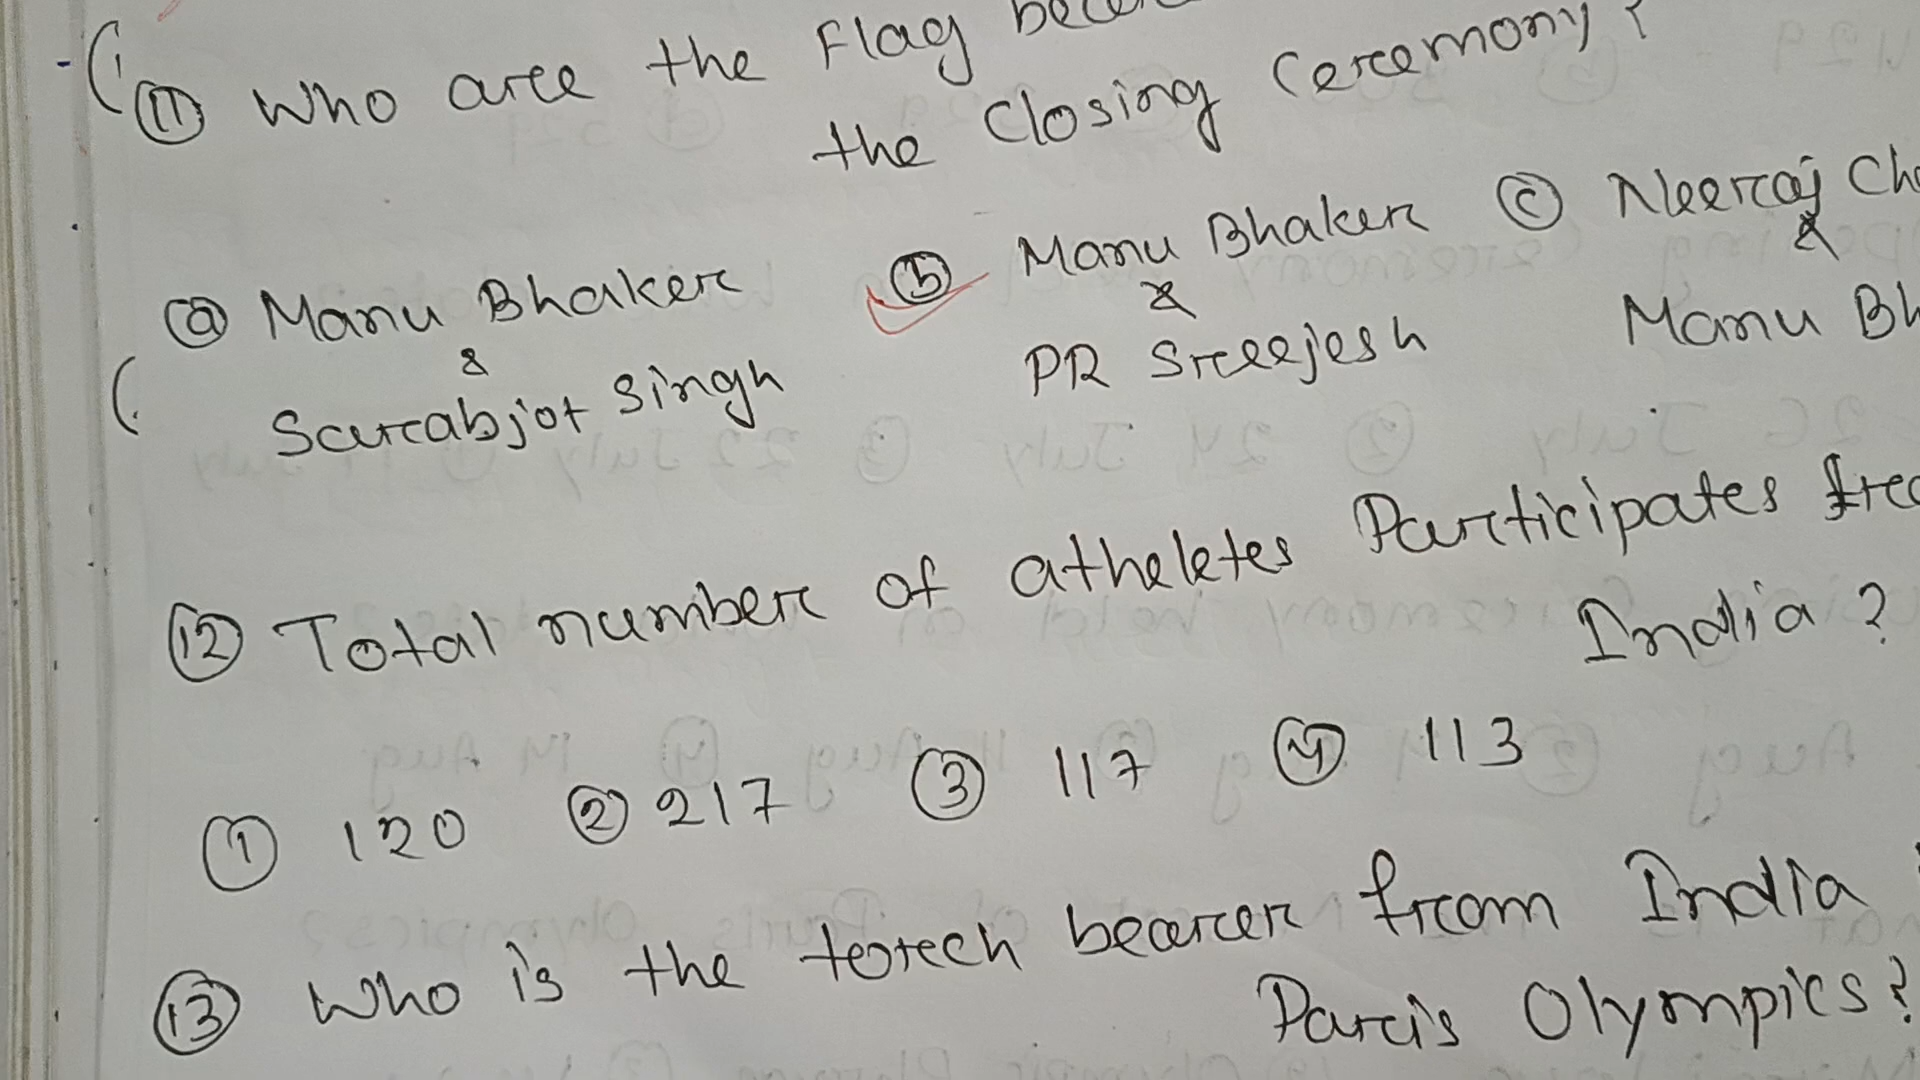 (11) Who are the Flag
the Closing Ceremony?
(a) Manu Bhaker (b) Manu Bhaker (c) Neeraj
& & &
Sarabjot Singh PR Sreejesh Manu
(12) Total number of atheletes Participates
India?
(1) 120 (2) 217 (3) 117 (4) 113
(13) Who is the torch bearer from India
Paris Olympics?